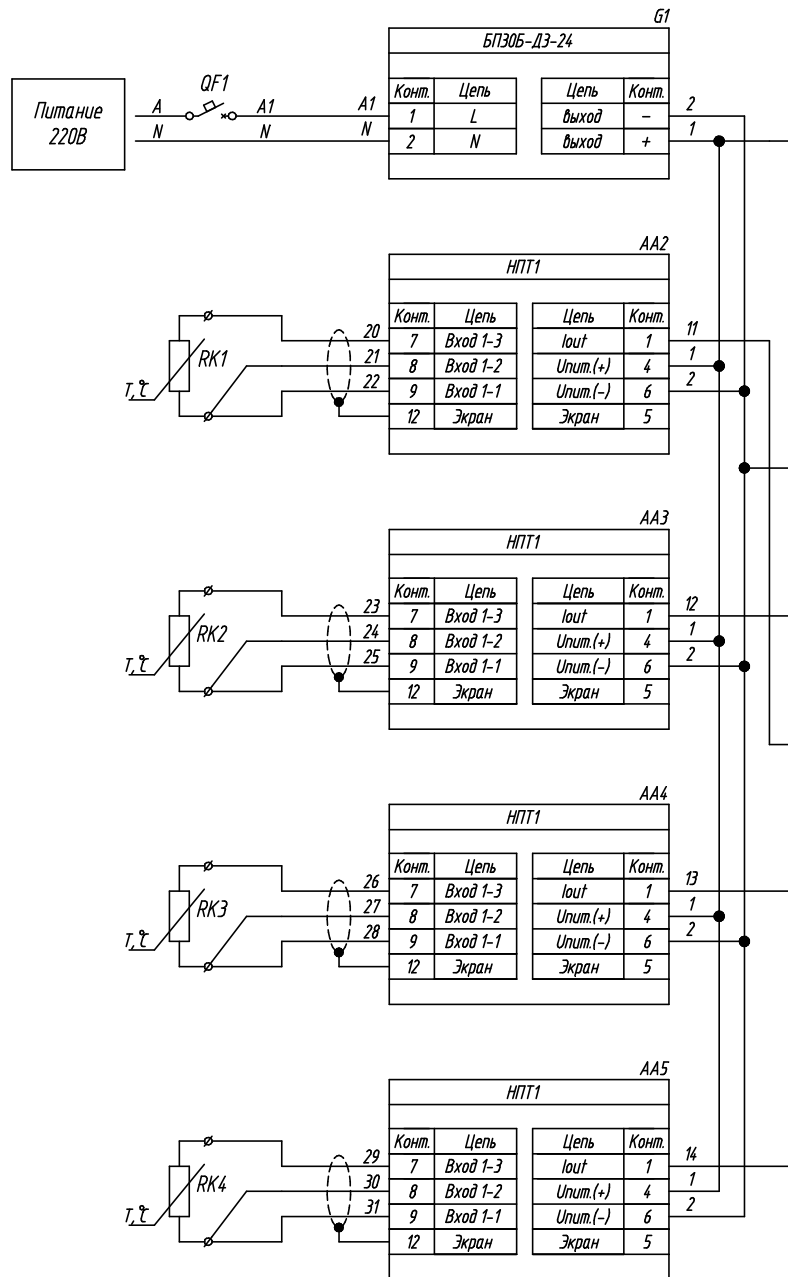 G1
БП30Б-Д3-24
Питание
220В
QF1
A A1 A1
N N N
Конт. Цепь Цепь Конт.
1 L выход − 2
2 N выход + 1
AA2
НПТ1
Конт. Цепь Цепь Конт.
20 7 Вход 1-3 Iout 1 11
21 8 Вход 1-2 Uпит.(+) 4 1
22 9 Вход 1-1 Uпит.(−) 6 2
12 Экран Экран 5
RK1
T,℃
AA3
НПТ1
Конт. Цепь Цепь Конт.
23 7 Вход 1-3 Iout 1 12
24 8 Вход 1-2 Uпит.(+) 4 1
25 9 Вход 1-1 Uпит.(−) 6 2
12 Экран Экран 5
RK2
T,℃
AA4
НПТ1
Конт. Цепь Цепь Конт.
26 7 Вход 1-3 Iout 1 13
27 8 Вход 1-2 Uпит.(+) 4 1
28 9 Вход 1-1 Uпит.(−) 6 2
12 Экран Экран 5
RK3
T,℃
AA5
НПТ1
Конт. Цепь Цепь Конт.
29 7 Вход 1-3 Iout 1 14
30 8 Вход 1-2 Uпит.(+) 4 1
31 9 Вход 1-1 Uпит.(−) 6 2
12 Экран Экран 5
RK4
T,℃